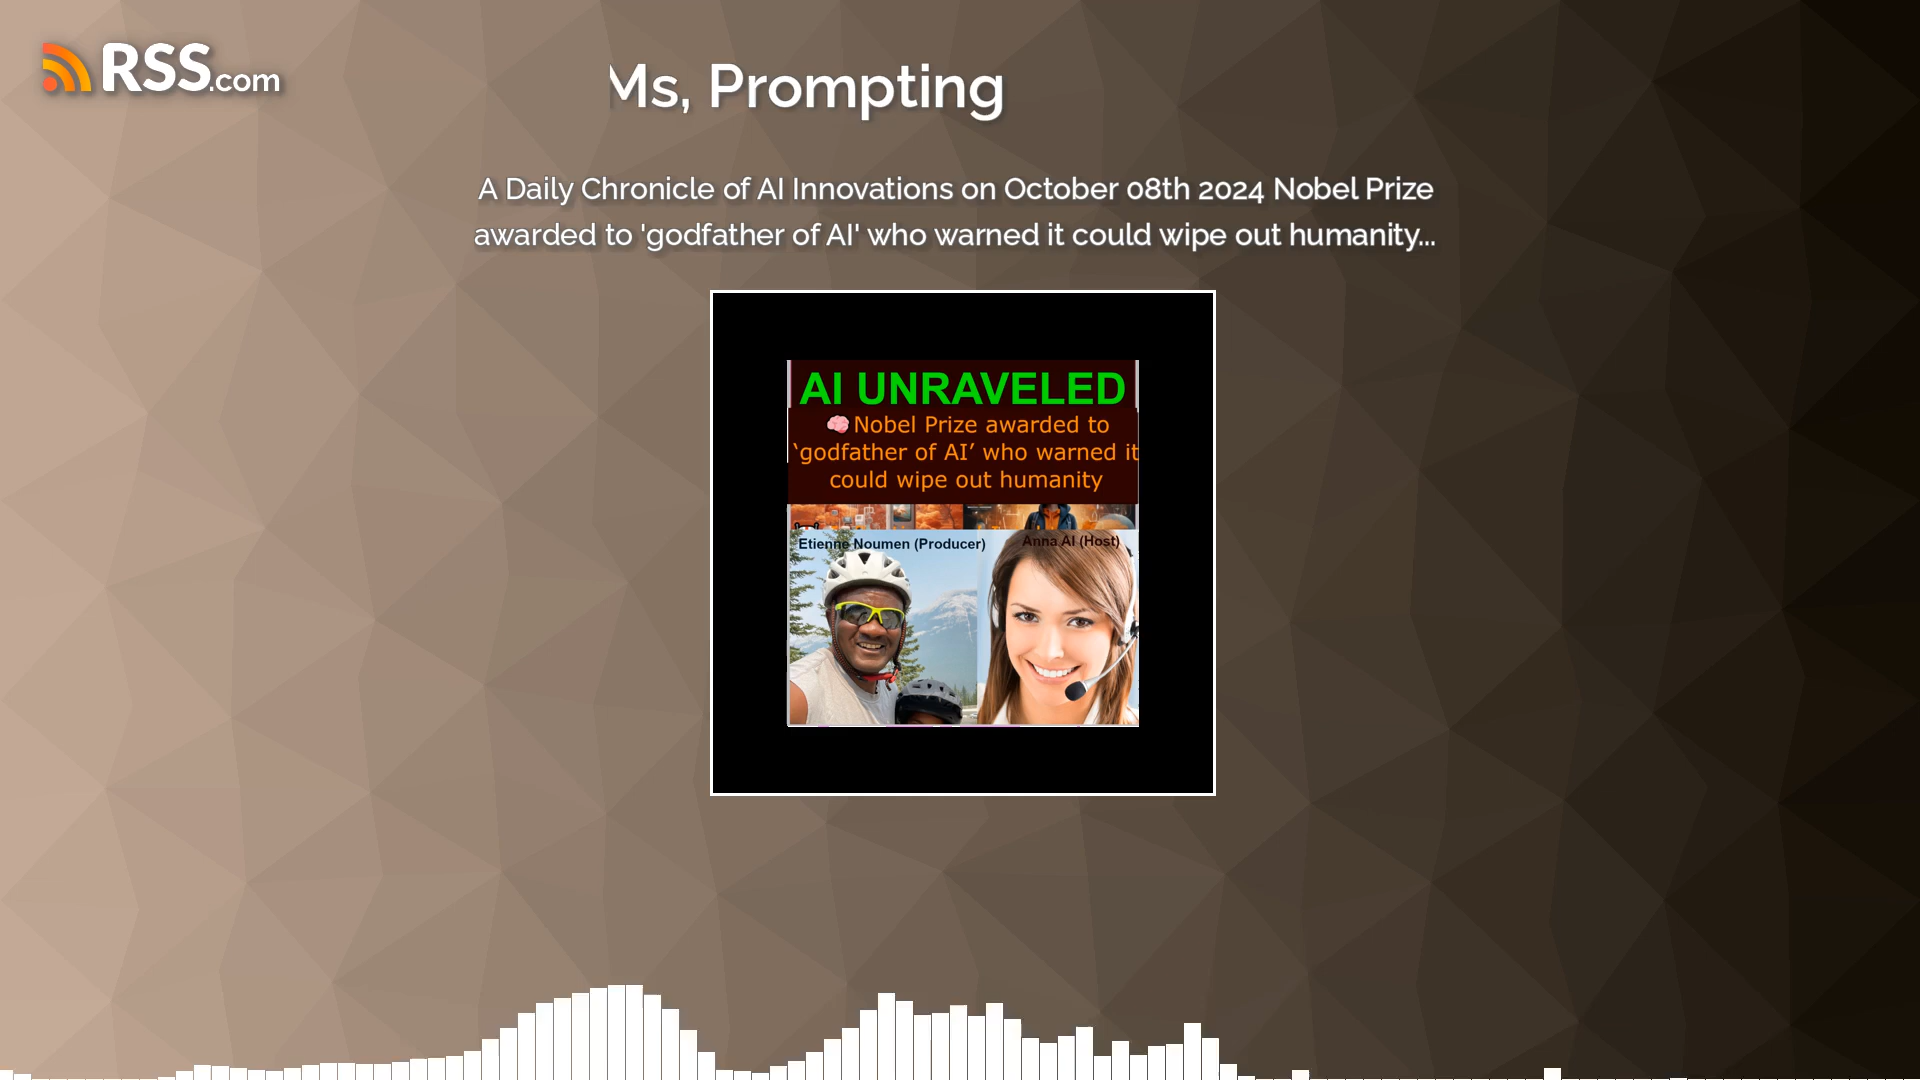 RSS.com
Ms, Prompting
A Daily Chronicle of AI Innovations on October 08th 2024 Nobel Prize
awarded to 'godfather of AI' who warned it could wipe out humanity...
AI UNRAVELED
🧠 Nobel Prize awarded to
‘godfather of AI’ who warned it
could wipe out humanity
Etienne Noumen (Producer)
Anna AI (Host)